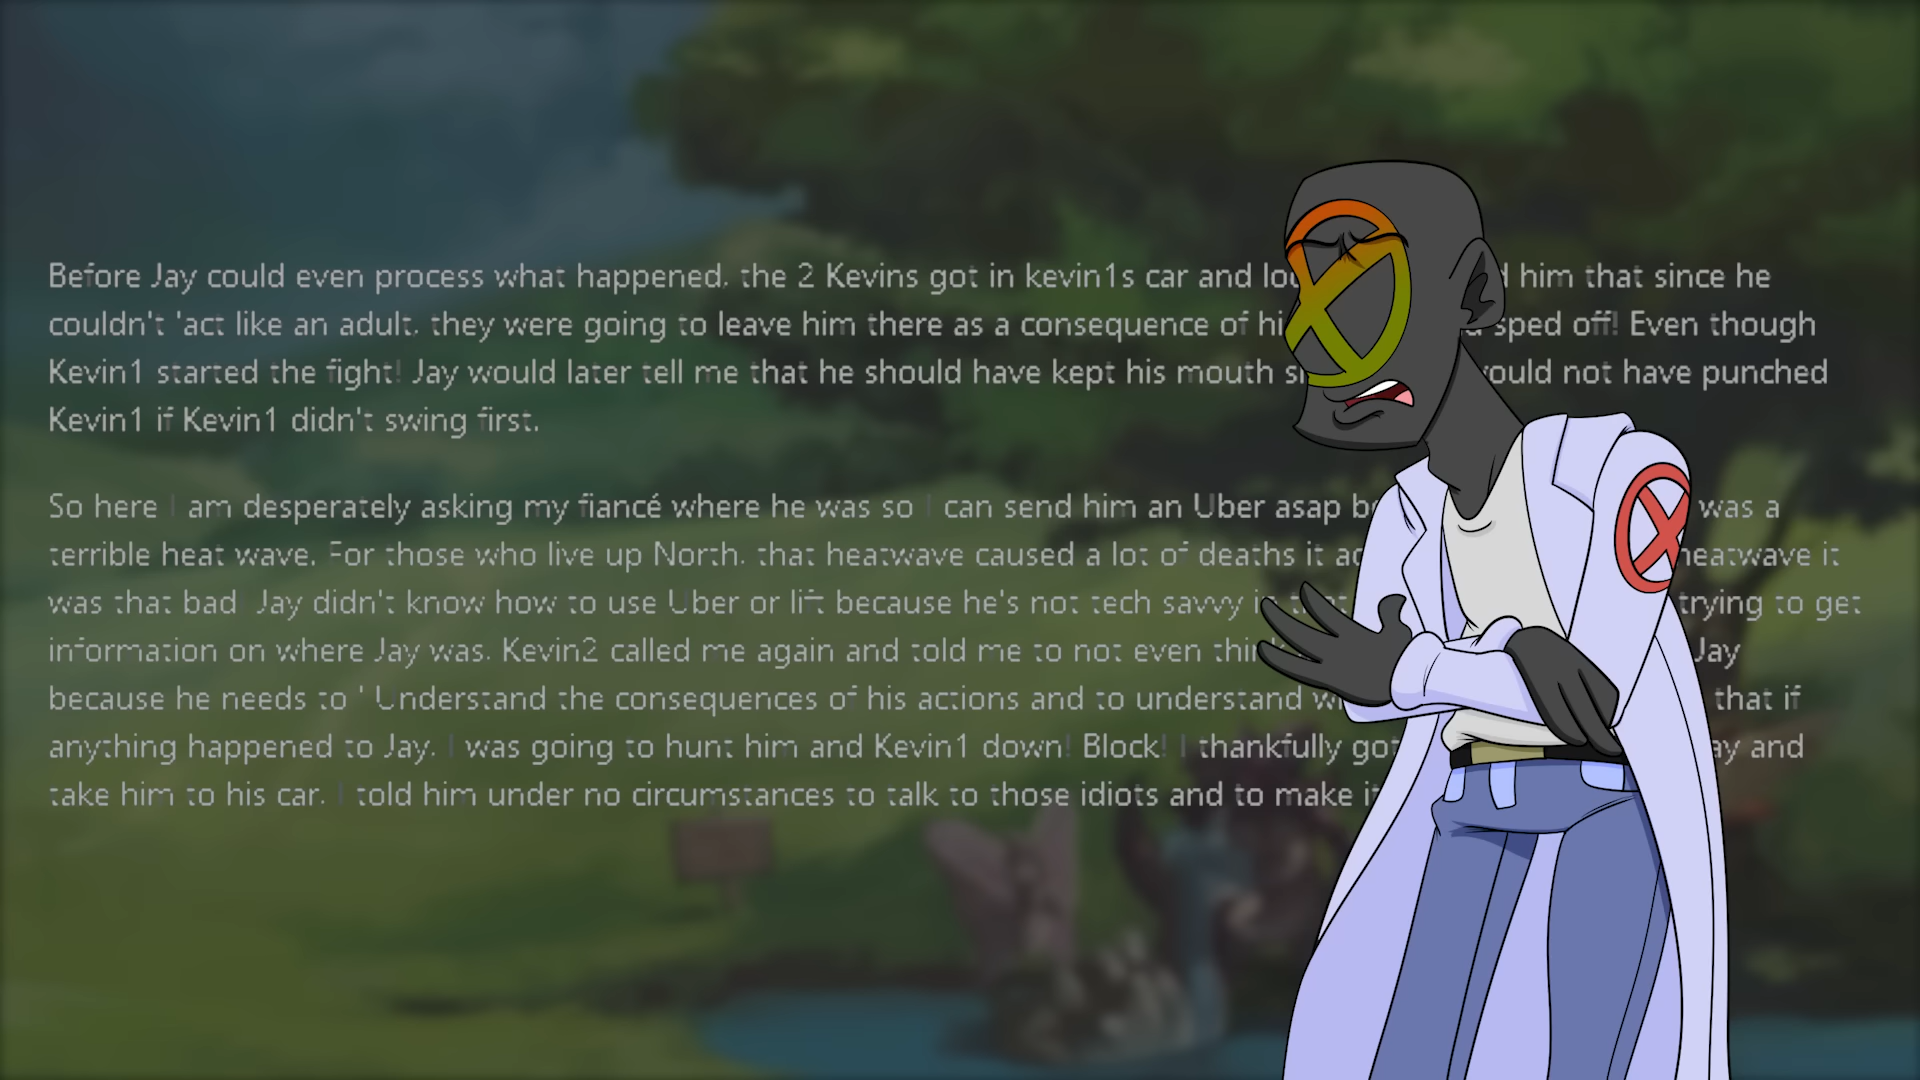 Before Jay could even process what happened, the 2 Kevins got in kevin1s car and him that since he
couldn't 'act like an adult, they were going to leave him there as a consequence of sped off! Even though
Kevin1 started the fight! Jay would later tell me that he should have kept his mouth would not have punched
Kevin1 if Kevin1 didn't swing first.
So here I am desperately asking my fiancé where he was so I can send him an Uber asap was a
terrible heat wave. For those who live up North, that heatwave caused a lot of deaths it heatwave it
was that bad Jay didn't know how to use Uber or lift because he's not tech savvy trying to get
information on where Jay was. Kevin2 called me again and told me to not even Jay
because he needs to ' Understand the consequences of his actions and to understand that if
anything happened to Jay. I was going to hunt him and Kevin1 down! Block! I thankfully got and
take him to his car. I told him under no circumstances to talk to those idiots and to make